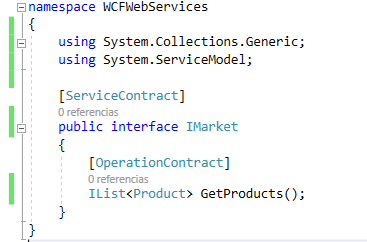 namespace WCFWebServices
{
using System.Collections.Generic;
using System.ServiceModel;
[ServiceContract]
0 referencias
public interface IMarket
{
[OperationContract]
0 referencias
IList<Product> GetProducts();
}
}